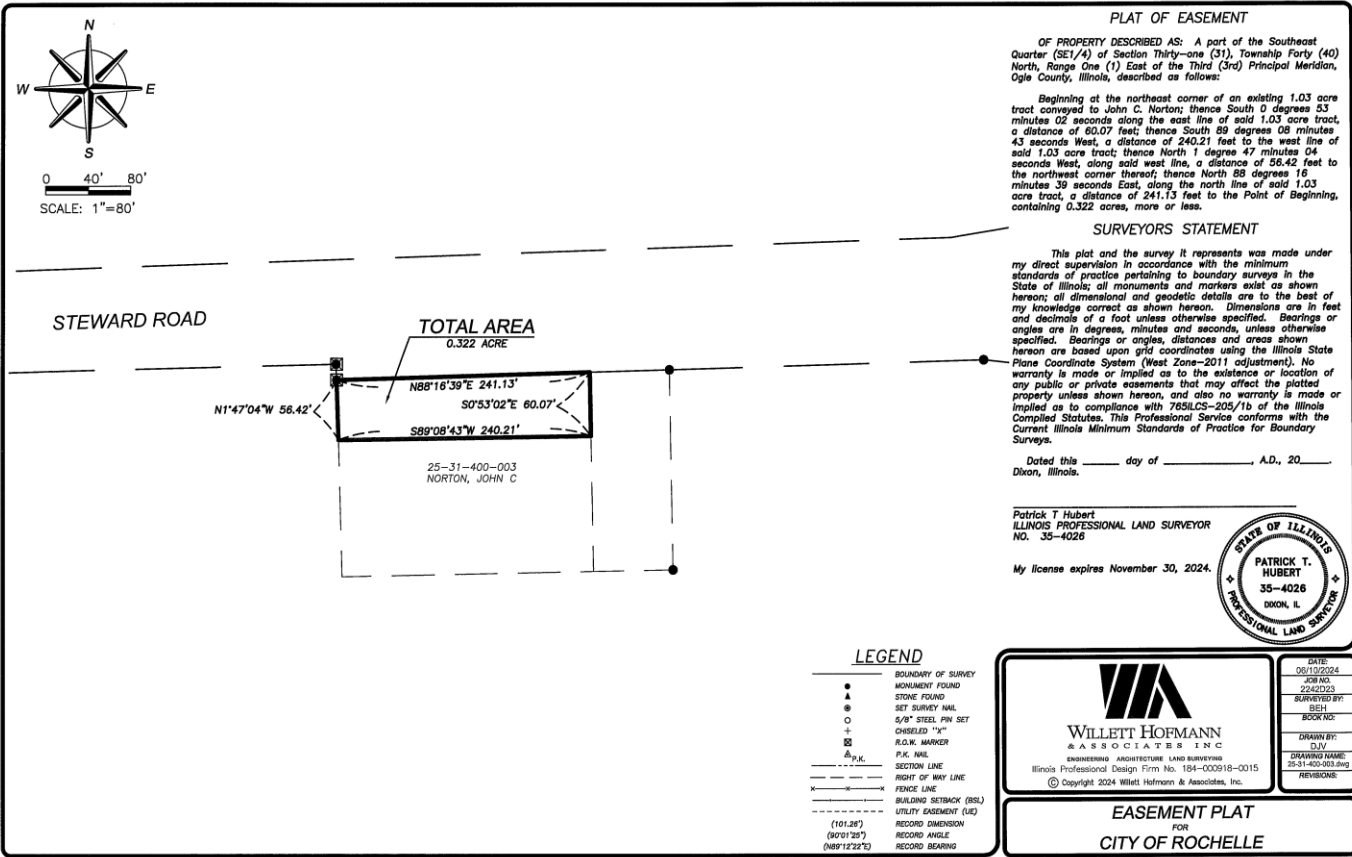 N
W
E
S
0 40' 80'
SCALE: 1"=80'
STEWARD ROAD
TOTAL AREA
0.322 ACRE
N88°16'39"E 241.13'
N1°47'04"W 56.42'
S0°53'02"E 60.07'
S89°08'43"W 240.21'
25-31-400-003
NORTON, JOHN C
PLAT OF EASEMENT
OF PROPERTY DESCRIBED AS: A part of the Southeast
Quarter (SE1/4) of Section Thirty-one (31), Township Forty (40)
North, Range One (1) East of the Third (3rd) Principal Meridian,
Ogle County, Illinois, described as follows:
Beginning at the northeast corner of an existing 1.03 acre
tract conveyed to John C. Norton; thence South 0 degrees 53
minutes 02 seconds along the east line of said 1.03 acre tract,
a distance of 60.07 feet; thence South 89 degrees 08 minutes
43 seconds West, a distance of 240.21 feet to the west line of
said 1.03 acre tract; thence North 1 degree 47 minutes 04
seconds West, along said west line, a distance of 56.42 feet to
the northwest corner thereof; thence North 88 degrees 16
minutes 39 seconds East, along the north line of said 1.03
acre tract, a distance of 241.13 feet to the Point of Beginning,
containing 0.322 acres, more or less.
SURVEYORS STATEMENT
This plat and the survey it represents was made under
my direct supervision in accordance with the minimum
standards of practice pertaining to boundary surveys in the
State of Illinois; all monuments and markers exist as shown
hereon; all dimensional and geodetic details are to the best of
my knowledge correct as shown hereon. Dimensions are in feet
and decimals of a foot unless otherwise specified. Bearings or
angles are in degrees, minutes and seconds, unless otherwise
specified. Bearings or angles, distances and areas shown
hereon are based upon grid coordinates using the Illinois State
Plane Coordinate System (West Zone-2011 adjustment). No
warranty is made or implied as to the existence or location of
any public or private easements that may affect the platted
property unless shown hereon, and also no warranty is made or
implied as to compliance with 765ILCS-205/1b of the Illinois
Compiled Statutes. This Professional Service conforms with the
Current Illinois Minimum Standards of Practice for Boundary
Surveys.
Dated this ______ day of ______________, A.D., 20_____.
Dixon, Illinois.
Patrick T Hubert
ILLINOIS PROFESSIONAL LAND SURVEYOR
NO. 35-4026
My license expires November 30, 2024.
STATE OF ILLINOIS
PATRICK T.
HUBERT
35-4026
DIXON, IL
PROFESSIONAL LAND SURVEYOR
LEGEND
BOUNDARY OF SURVEY
MONUMENT FOUND
STONE FOUND
SET SURVEY NAIL
5/8" STEEL PIN SET
CHISELED "X"
R.O.W. MARKER
P.K. P.K. NAIL
SECTION LINE
RIGHT OF WAY LINE
FENCE LINE
BUILDING SETBACK (BSL)
UTILITY EASEMENT (UE)
(101.26') RECORD DIMENSION
(90°01'25") RECORD ANGLE
(N89°12'22"E) RECORD BEARING
WILLETT HOFMANN
& ASSOCIATES INC
ENGINEERING ARCHITECTURE LAND SURVEYING
Illinois Professional Design Firm No. 184-000918-0015
© Copyright 2024 Willett Hofmann & Associates, Inc.
DATE:
06/10/2024
JOB NO.
2242D23
SURVEYED BY:
BEH
BOOK NO:
DRAWN BY:
DJV
DRAWING NAME:
25-31-400-003.dwg
REVISIONS:
EASEMENT PLAT
FOR
CITY OF ROCHELLE